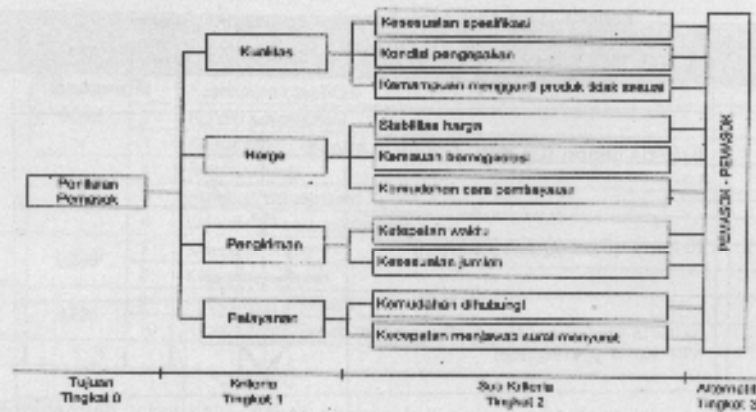 Kesesuaian spesifikasi
Kualitas
Kondisi pengepakan
Kemampuan mengganti produk tidak sesuai
Stabilitas harga
Harga
Kemauan bernegosiasi
Kemudahan cara pembayaran
Penilaian
Pemasok
PEMASOK - PEMASOK
Ketepatan waktu
Pengiriman
Kesesuaian jumlah
Kemudahan dihubungi
Pelayanan
Kecepatan menjawab surat menyurat
Tujuan
Tingkat 0
Kriteria
Tingkat 1
Sub Kriteria
Tingkat 2
Alternatif
Tingkat 3